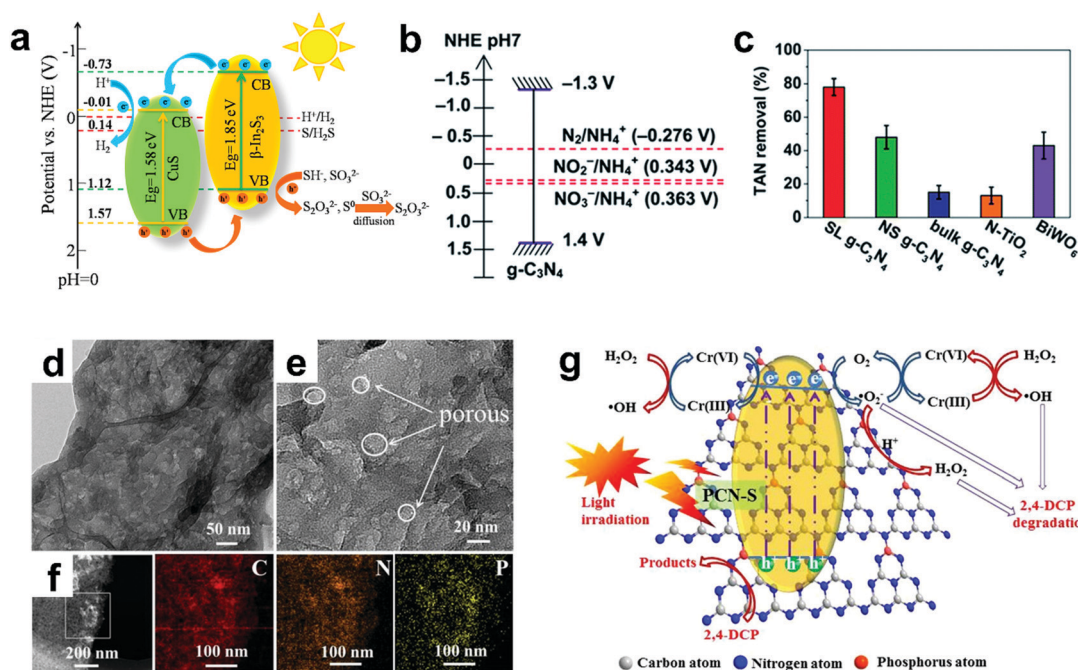 a
Potential vs. NHE (V)
-1
0
1
2
pH=0
-0.73
-0.01
0.14
1.12
1.57
H⁺
H₂
e⁻ e⁻ e⁻
CB
Eg=1.58 eV
CuS
VB
h⁺ h⁺ h⁺
e⁻ e⁻ e⁻
CB
Eg=1.85 eV
β-In₂S₃
VB
h⁺ h⁺ h⁺
H⁺/H₂
S/H₂S
SH⁻, SO₃²⁻
h⁺
S₂O₃²⁻, S⁰
SO₃²⁻
diffusion
S₂O₃²⁻
b
NHE pH7
−1.5
−1.0
− 0.5
0
0.5
1.0
1.5
−1.3 V
N₂/NH₄⁺ (−0.276 V)
NO₂⁻/NH₄⁺ (0.343 V)
NO₃⁻/NH₄⁺ (0.363 V)
1.4 V
g-C₃N₄
c
TAN removal (%)
100
80
60
40
20
0
SL g-C₃N₄
NS g-C₃N₄
bulk g-C₃N₄
N-TiO₂
BiWO₆
d
50 nm
e
porous
20 nm
f
200 nm
C
100 nm
N
100 nm
P
100 nm
g
H₂O₂
Cr(VI)
O₂
Cr(VI)
H₂O₂
•OH
Cr(III)
e⁻ e⁻ e⁻
•O₂⁻
Cr(III)
•OH
H⁺
H₂O₂
Light
irradiation
PCN-S
2,4-DCP
degradatio
Products
h⁺ h⁺ h⁺
2,4-DCP
Carbon atom
Nitrogen atom
Phosphorus atom